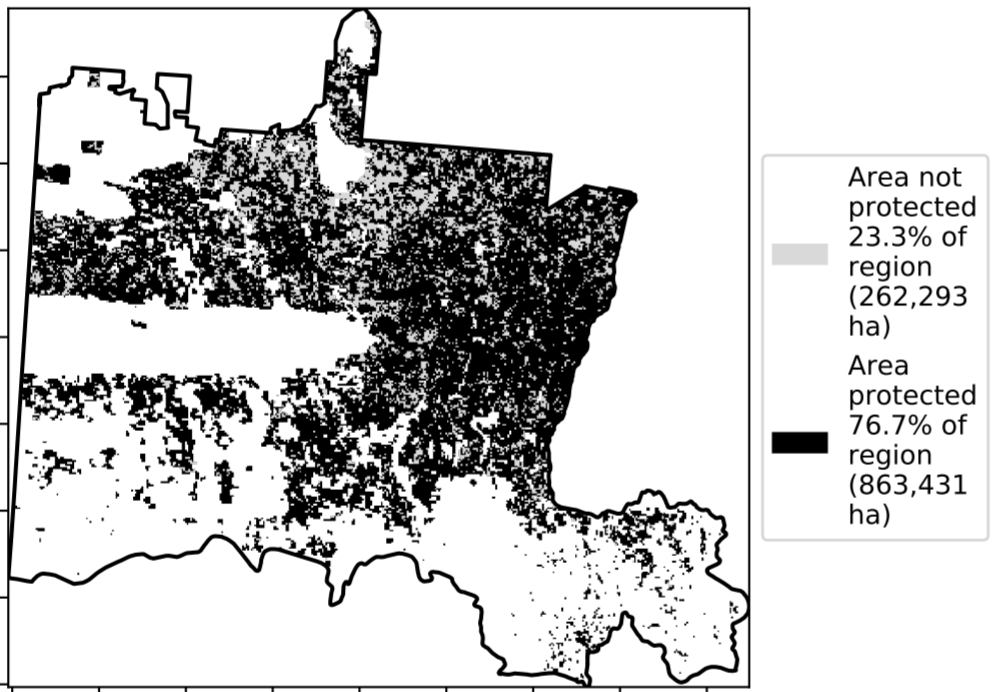 Area not
protected
23.3% of
region
(262,293
ha)
Area
protected
76.7% of
region
(863,431
ha)